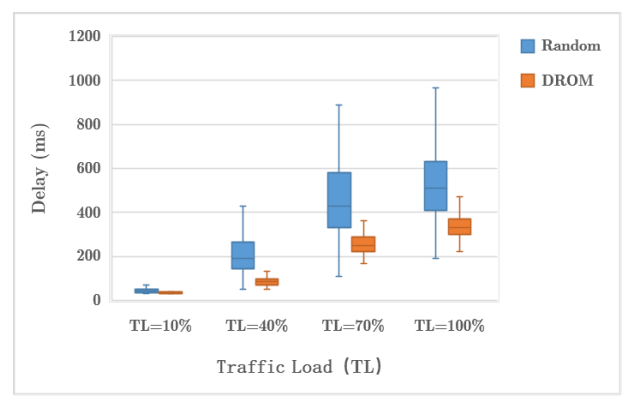 1200
1000
800
600
400
200
0
Delay (ms)
Random
DROM
TL=10%
TL=40%
TL=70%
TL=100%
Traffic Load (TL)